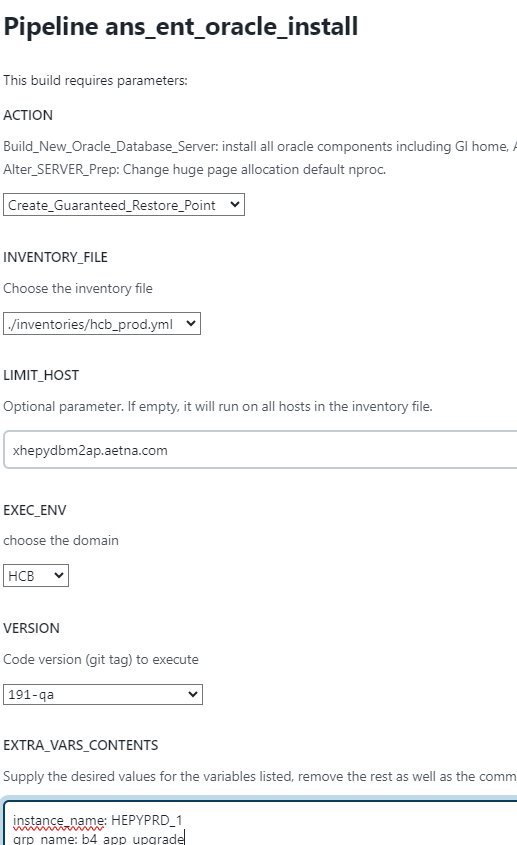 Pipeline ans_ent_oracle_install
This build requires parameters:
ACTION
Build_New_Oracle_Database_Server: install all oracle components including GI home, A
Alter_SERVER_Prep: Change huge page allocation default nproc.
Create_Guaranteed_Restore_Point
INVENTORY_FILE
Choose the inventory file
./inventories/hcb_prod.yml
LIMIT_HOST
Optional parameter. If empty, it will run on all hosts in the inventory file.
xhepydbm2ap.aetna.com
EXEC_ENV
choose the domain
HCB
VERSION
Code version (git tag) to execute
191-qa
EXTRA_VARS_CONTENTS
Supply the desired values for the variables listed, remove the rest as well as the comm
instance_name: HEPYPRD_1
grp_name: b4_app_upgrade